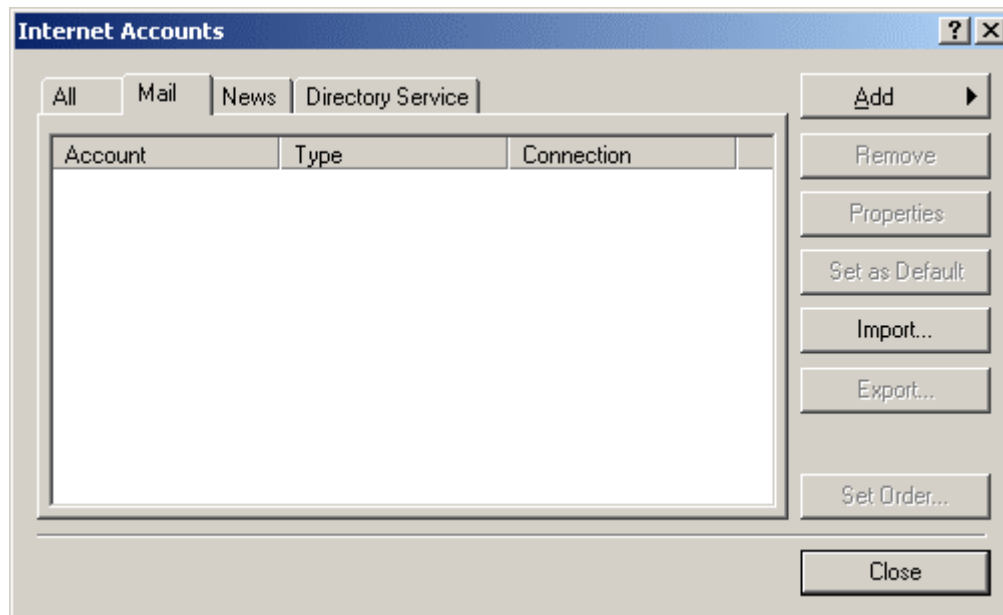 Internet Accounts
All Mail News Directory Service
Account Type Connection
Add
Remove
Properties
Set as Default
Import...
Export...
Set Order...
Close